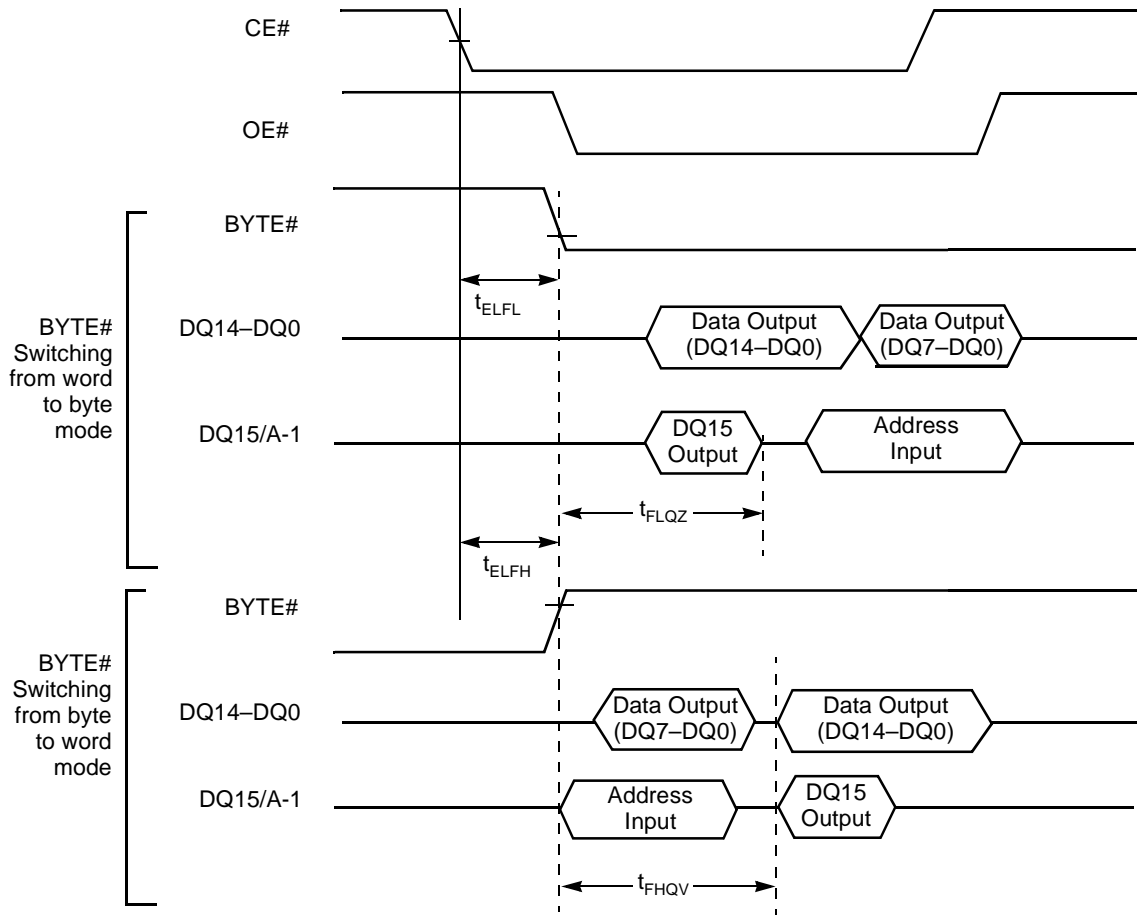 CE#
OE#
BYTE#
Switching
from word
to byte
mode
BYTE#
tELFL
DQ14–DQ0
Data Output
(DQ14–DQ0)
Data Output
(DQ7–DQ0)
DQ15/A-1
DQ15
Output
Address
Input
tFLQZ
tELFH
BYTE#
Switching
from byte
to word
mode
BYTE#
DQ14–DQ0
Data Output
(DQ7–DQ0)
Data Output
(DQ14–DQ0)
DQ15/A-1
Address
Input
DQ15
Output
tFHQV